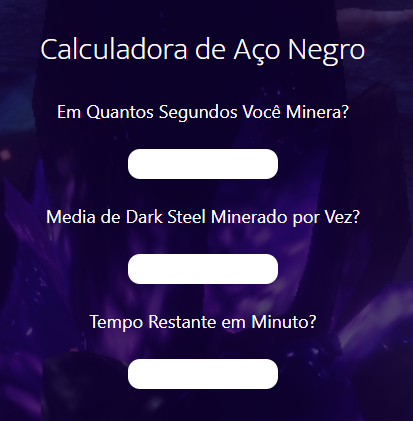 Calculadora de Aço Negro
Em Quantos Segundos Você Minera?
Media de Dark Steel Minerado por Vez?
Tempo Restante em Minuto?